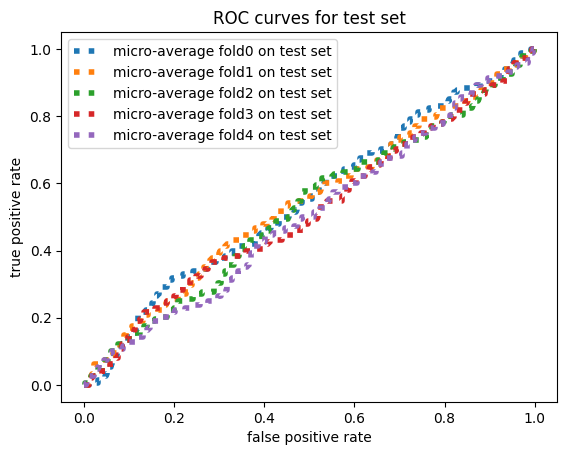 ROC curves for test set
micro-average fold0 on test set
micro-average fold1 on test set
micro-average fold2 on test set
micro-average fold3 on test set
micro-average fold4 on test set
true positive rate
1.0
0.8
0.6
0.4
0.2
0.0
0.0 0.2 0.4 0.6 0.8 1.0
false positive rate